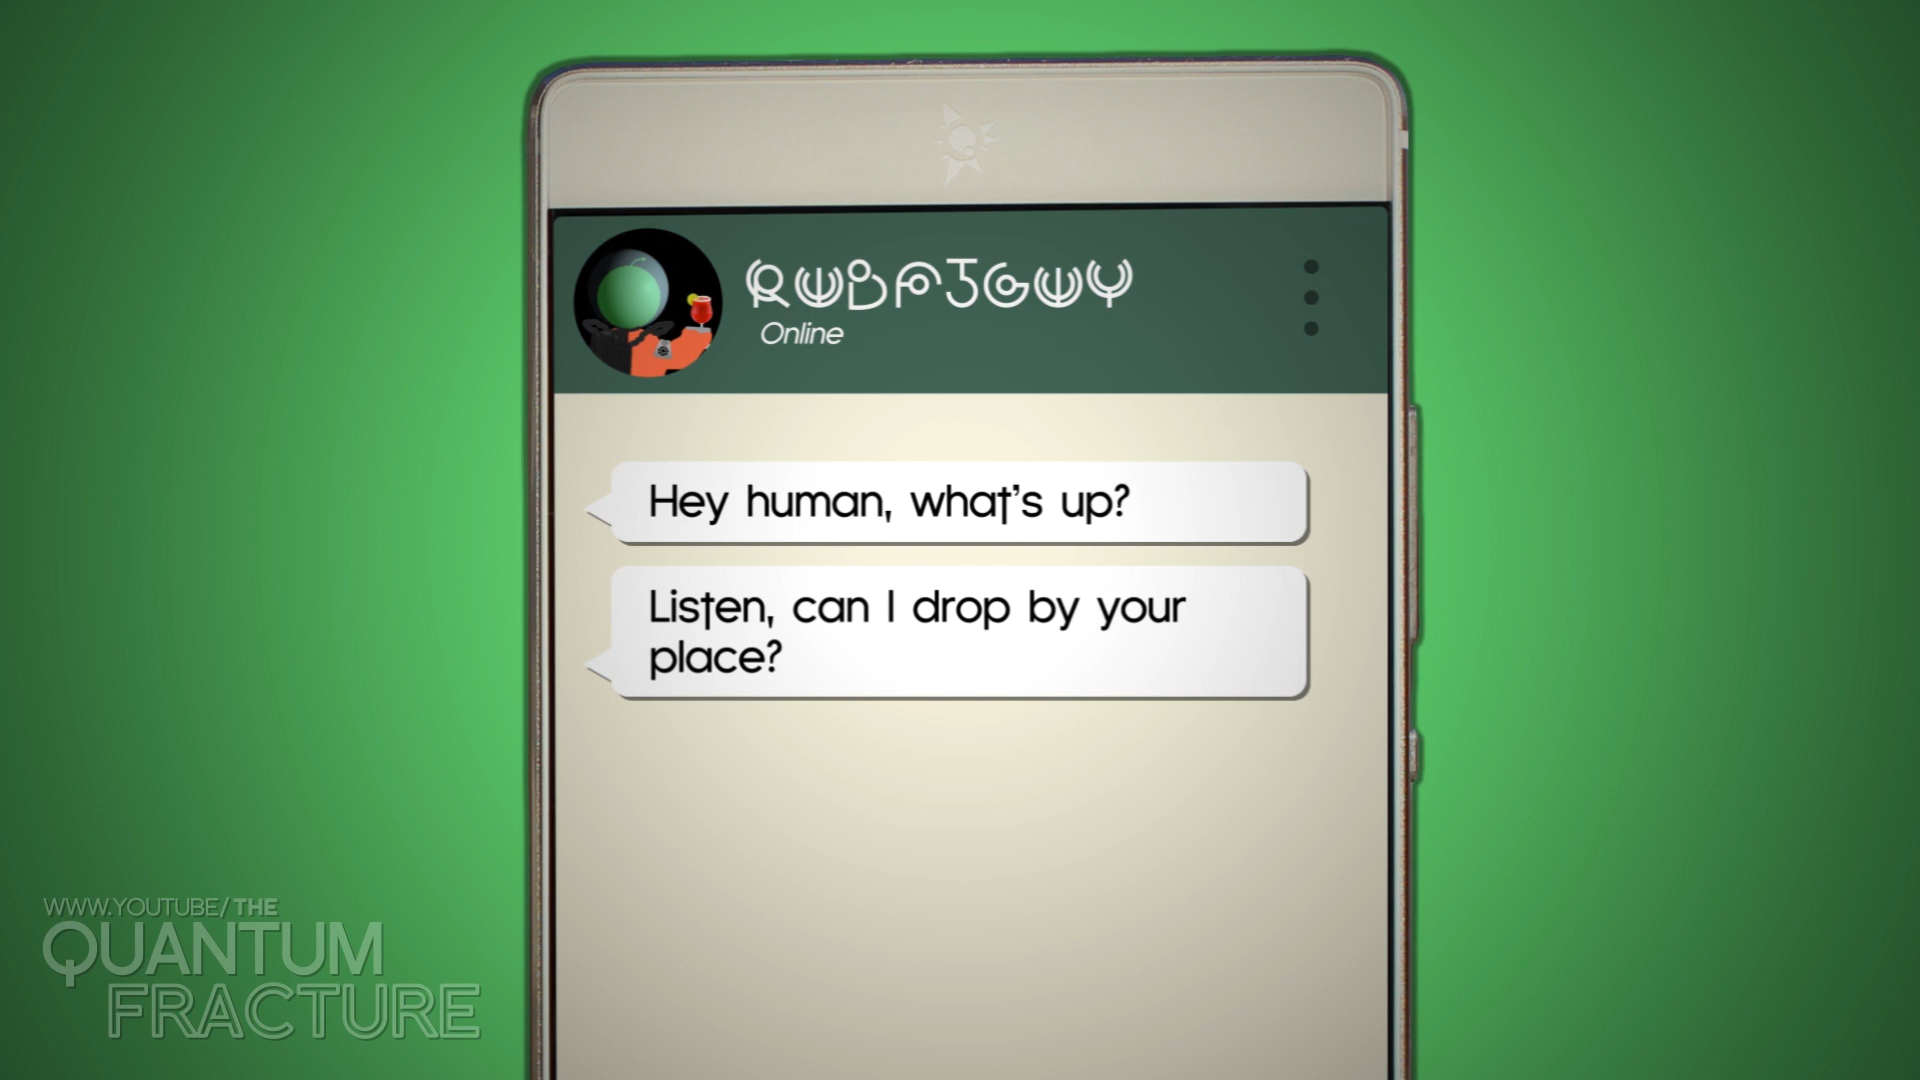 Online
Hey human, what's up?
Listen, can I drop by your
place?
WWW.YOUTUBE/THE
QUANTUM
FRACTURE